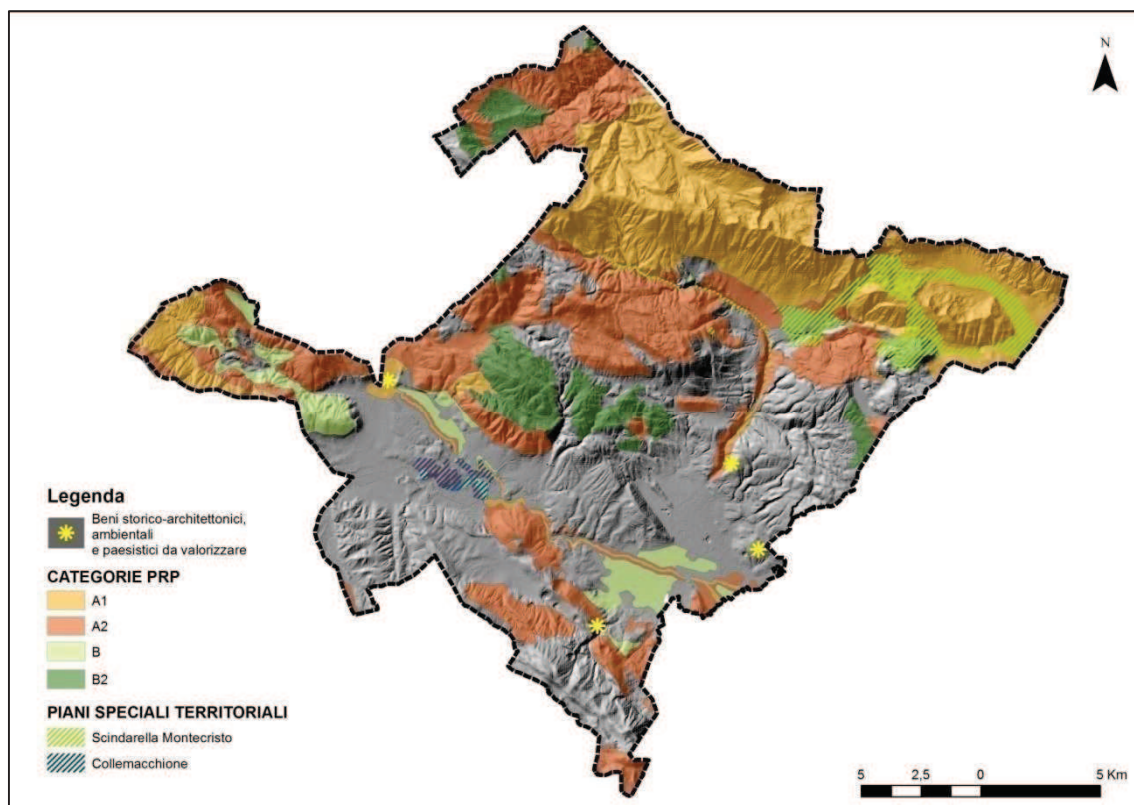 N
Legenda
Beni storico-architettonici,
ambientali
e paesistici da valorizzare
CATEGORIE PRP
A1
A2
B
B2
PIANI SPECIALI TERRITORIALI
Scindarella Montecristo
Collemacchione
5 2,5 0 5 Km